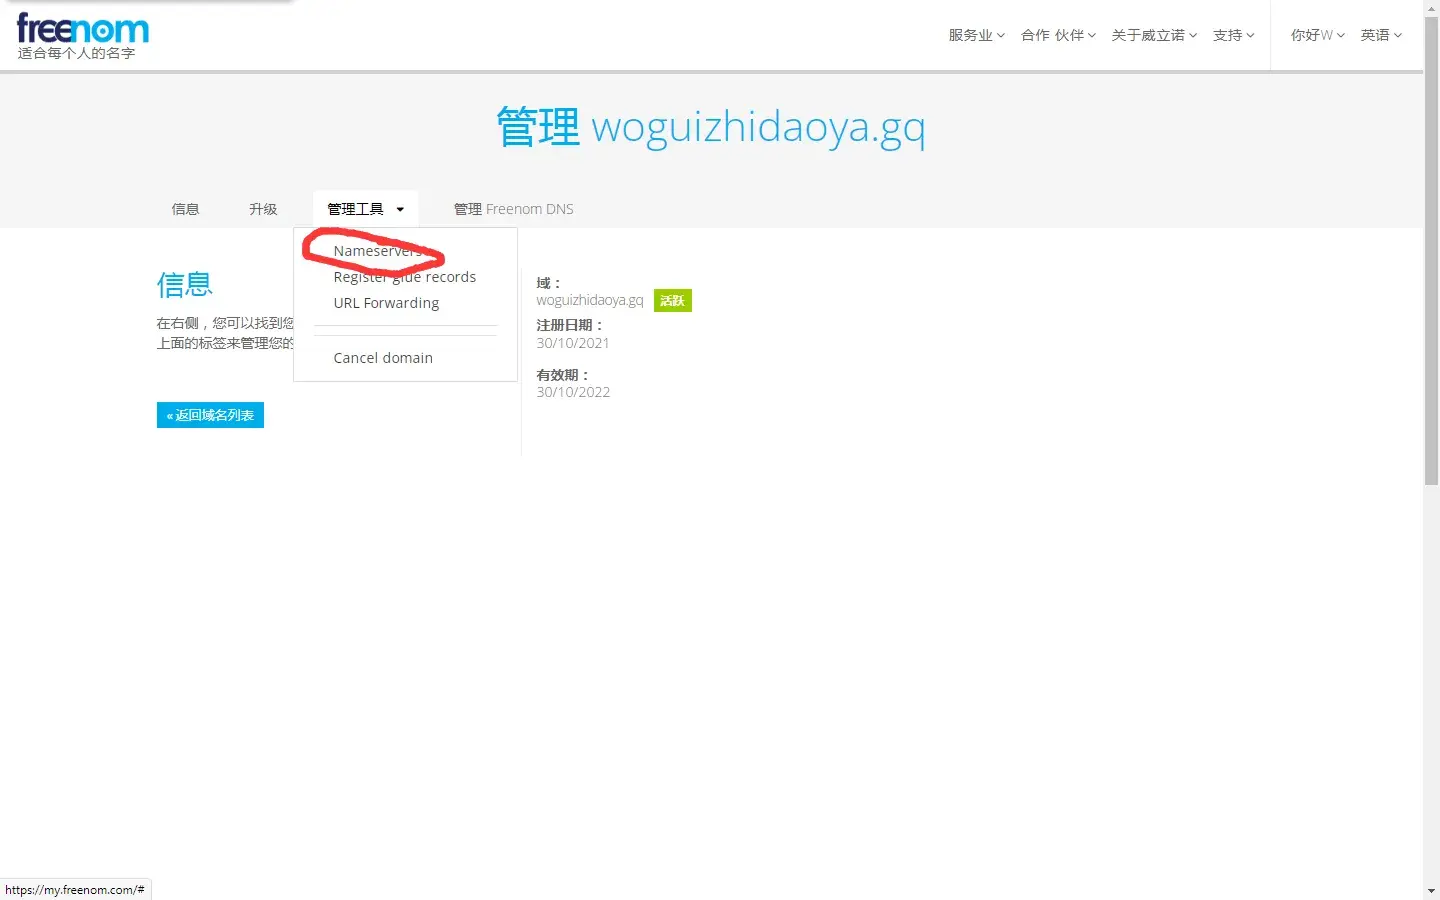 freenom
适合每个人的名字
服务业 合作 伙伴 关于威立诺 支持 你好W 英语
管理 woguizhidaoya.gq
信息 升级 管理工具 管理 Freenom DNS
Nameservers
Register glue records
URL Forwarding
Cancel domain
信息
在右侧，您可以找到您
上面的标签来管理您的
«返回域名列表
域：
woguizhidaoya.gq 活跃
注册日期：
30/10/2021
有效期：
30/10/2022
https://my.freenom.com/#